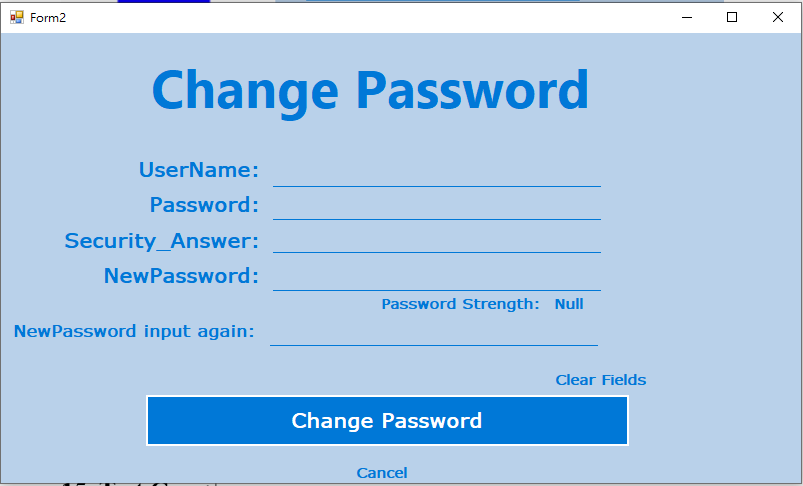 Form2
Change Password
UserName:
Password:
Security_Answer:
NewPassword:
Password Strength: Null
NewPassword input again:
Clear Fields
Change Password
Cancel